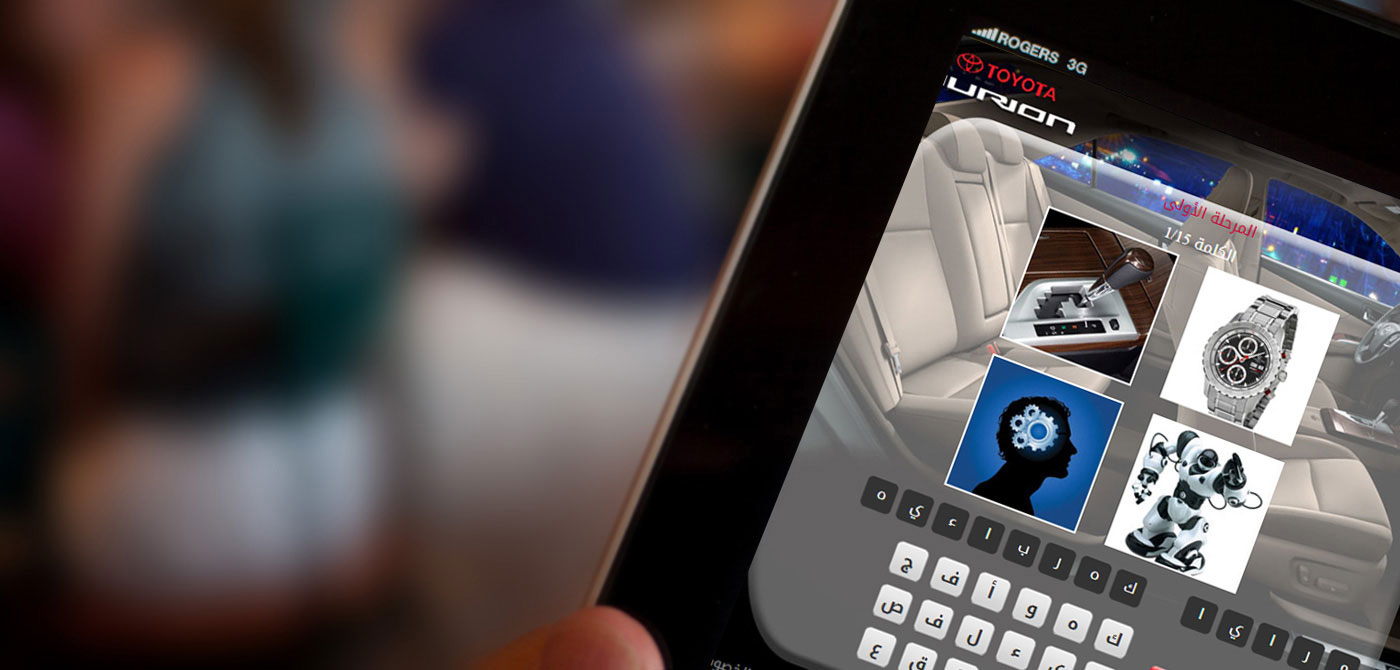 ROGERS 3G
TOYOTA
URION
المرحلة الأولى
الكلمة 1/15
ر ا ي ا ك ه ر ب ا ء ي ه
ك ه و أ ف ج
ء ل ف ص
ق ع